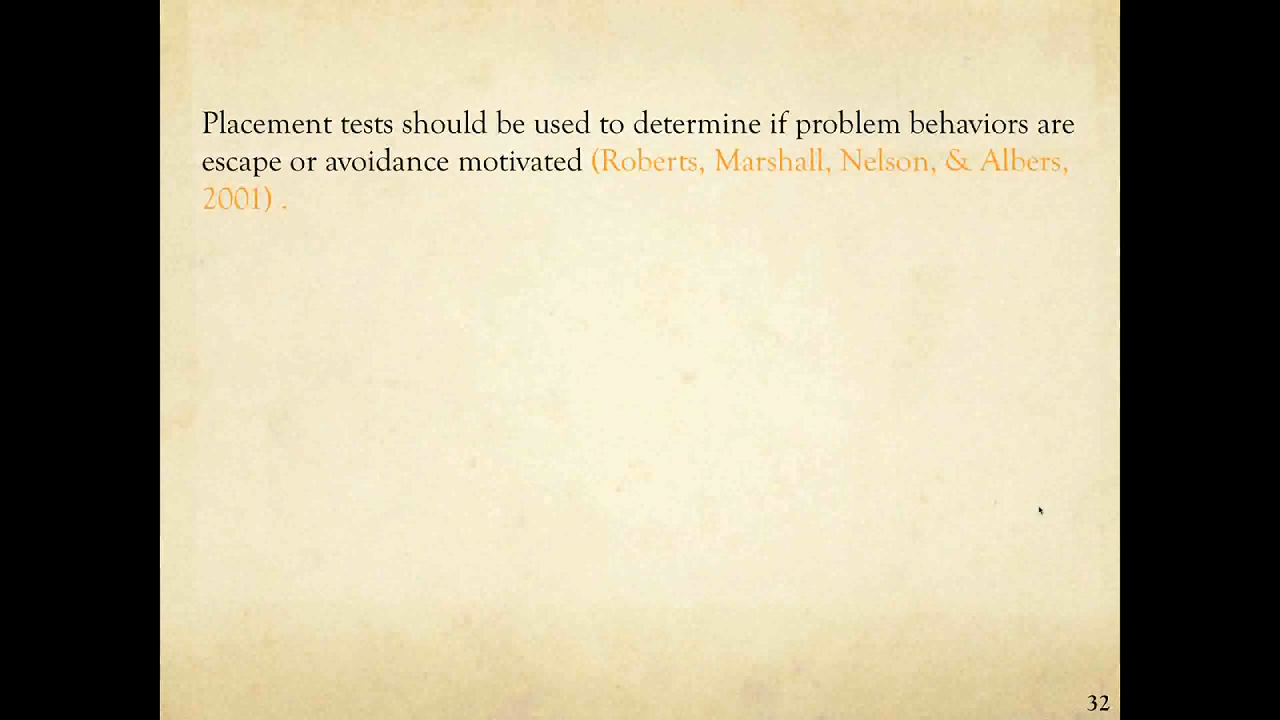 Placement tests should be used to determine if problem behaviors are
escape or avoidance motivated (Roberts, Marshall, Nelson, & Albers,
2001) .
32